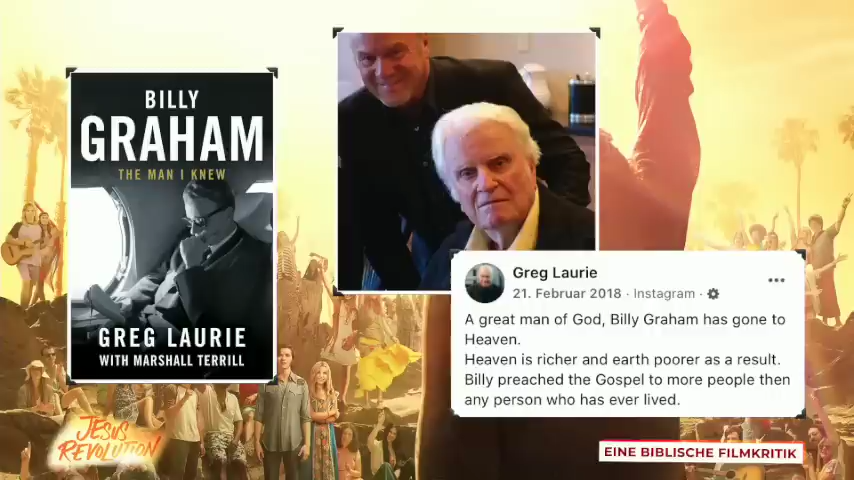 BILLY
GRAHAM
THE MAN I KNEW
GREG LAURIE
WITH MARSHALL TERRILL
Greg Laurie
21. Februar 2018 · Instagram ·
A great man of God, Billy Graham has gone to
Heaven.
Heaven is richer and earth poorer as a result.
Billy preached the Gospel to more people then
any person who has ever lived.
JESUS
REVOLUTION
EINE BIBLISCHE FILMKRITIK